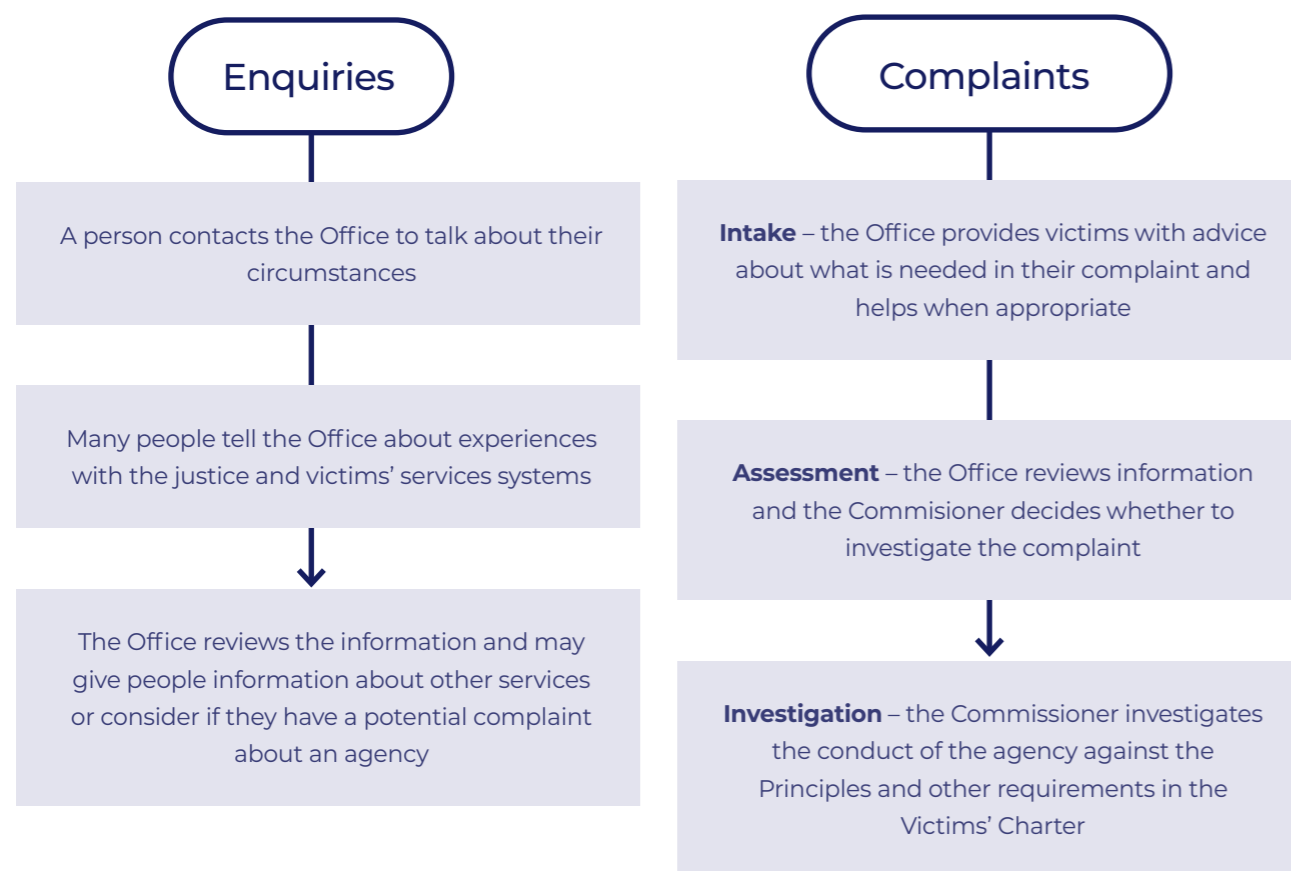 Enquiries
A person contacts the Office to talk about their
circumstances
Many people tell the Office about experiences
with the justice and victims’ services systems
The Office reviews the information and may
give people information about other services
or consider if they have a potential complaint
about an agency
Complaints
Intake – the Office provides victims with advice
about what is needed in their complaint and
helps when appropriate
Assessment – the Office reviews information
and the Commisioner decides whether to
investigate the complaint
Investigation – the Commissioner investigates
the conduct of the agency against the
Principles and other requirements in the
Victims’ Charter